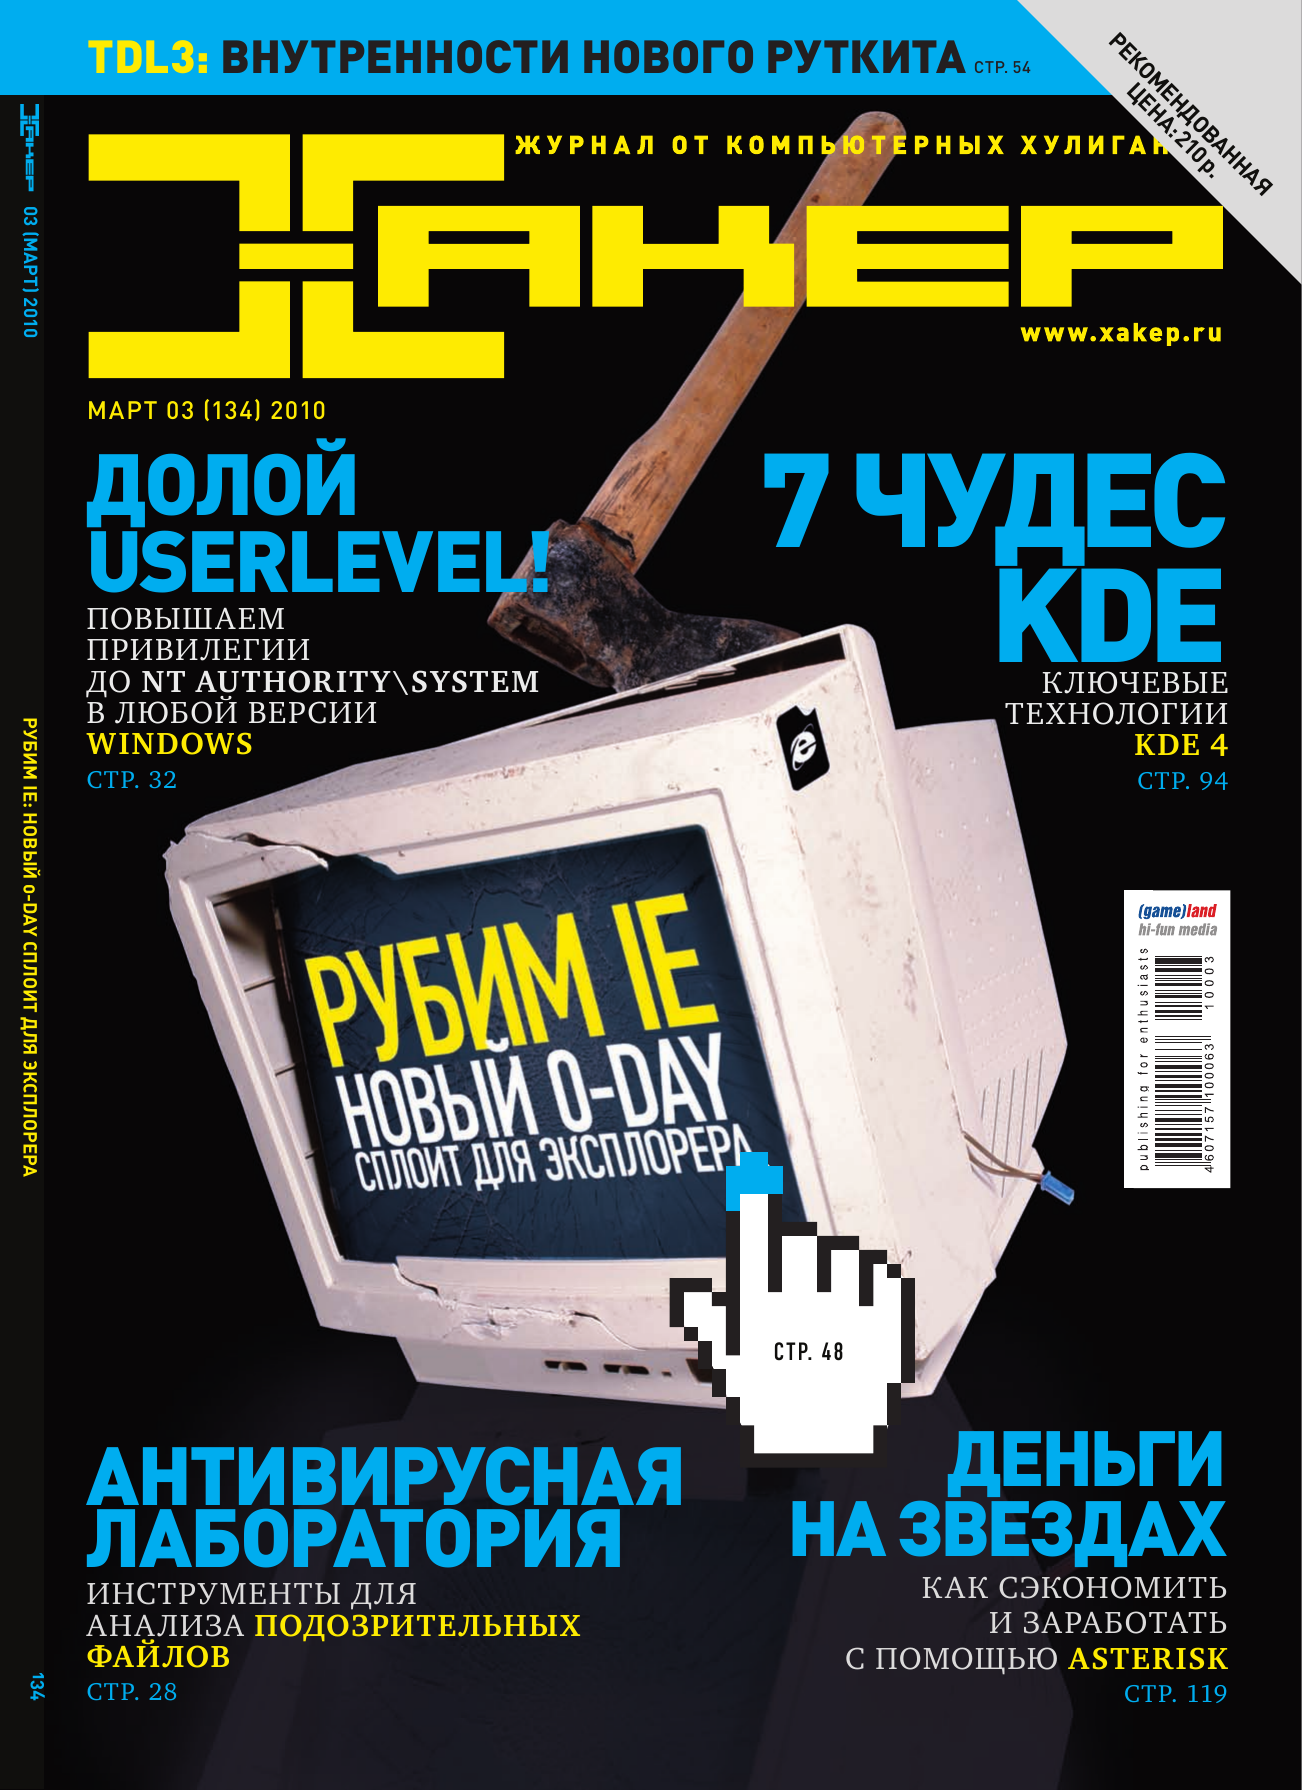 TDL3: ВНУТРЕННОСТИ НОВОГО РУТКИТА СТР. 54
РЕКОМЕНДОВАННАЯ
ЦЕНА: 210 р.
ЖУРНАЛ ОТ КОМПЬЮТЕРНЫХ ХУЛИГАН
ХАКЕР
www.xakep.ru
МАРТ 03 (134) 2010
ДОЛОЙ
USERLEVEL!
ПОВЫШАЕМ
ПРИВИЛЕГИИ
ДО NT AUTHORITY\SYSTEM
В ЛЮБОЙ ВЕРСИИ
WINDOWS
СТР. 32
7 ЧУДЕС
KDE
КЛЮЧЕВЫЕ
ТЕХНОЛОГИИ
KDE 4
СТР. 94
РУБИМ IE
НОВЫЙ 0-DAY
СПЛОИТ ДЛЯ ЭКСПЛОРЕРА
СТР. 48
(game)land
hi-fun media
publishing for enthusiasts
4607157100063
10003
АНТИВИРУСНАЯ
ЛАБОРАТОРИЯ
ИНСТРУМЕНТЫ ДЛЯ
АНАЛИЗА ПОДОЗРИТЕЛЬНЫХ
ФАЙЛОВ
СТР. 28
ДЕНЬГИ
НА ЗВЕЗДАХ
КАК СЭКОНОМИТЬ
И ЗАРАБОТАТЬ
С ПОМОЩЬЮ ASTERISK
СТР. 119
ХАКЕР 03 (МАРТ) 2010
РУБИМ IE: НОВЫЙ 0-DAY СПЛОИТ ДЛЯ ЭКСПЛОРЕРА
134